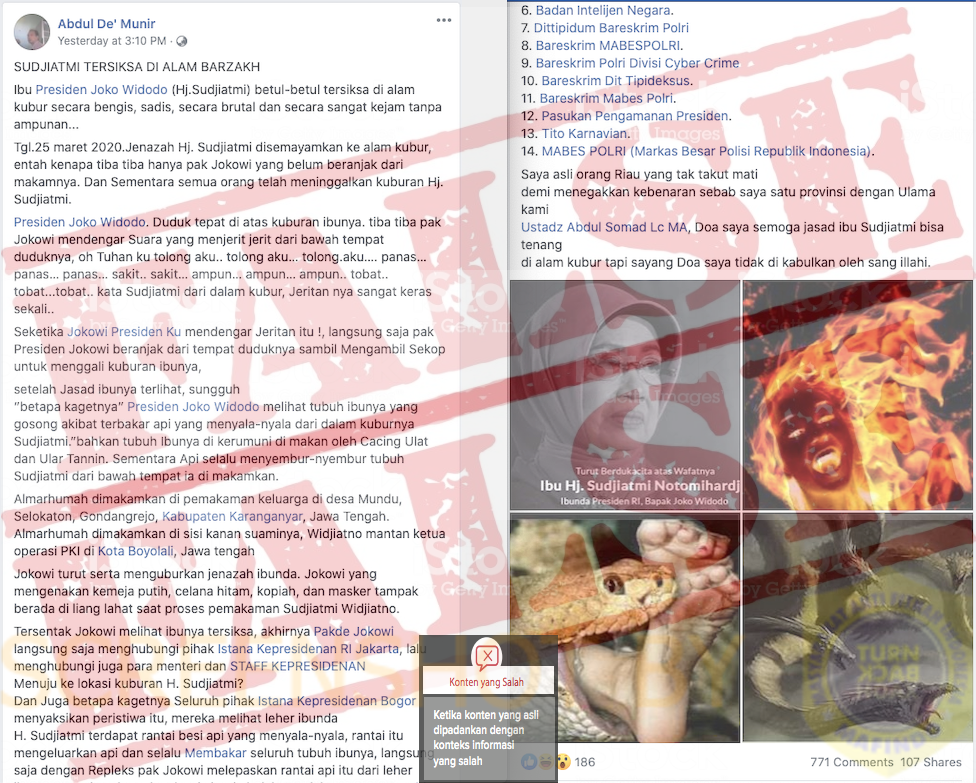 Abdul De' Munir
Yesterday at 3:10 PM ·
SUDJIATMI TERSIKSA DI ALAM BARZAKH
Ibu Presiden Joko Widodo (Hj.Sudjiatmi) betul-betul tersiksa di alam
kubur secara bengis, sadis, secara brutal dan secara sangat kejam tanpa
ampunan...
Tgl.25 maret 2020.Jenazah Hj. Sudjiatmi disemayamkan ke alam kubur,
entah kenapa tiba tiba hanya pak Jokowi yang belum beranjak dari
makamnya. Dan Sementara semua orang telah meninggalkan kuburan Hj.
Sudjiatmi.
Presiden Joko Widodo. Duduk tepat di atas kuburan ibunya. tiba tiba pak
Jokowi mendengar Suara yang menjerit jerit dari bawah tempat
duduknya, oh Tuhan ku tolong aku.. tolong aku... tolong.aku.... panas...
panas... panas... sakit.. sakit... ampun... ampun... ampun.. tobat..
tobat...tobat.. kata Sudjiatmi dari dalam kubur, Jeritan nya sangat keras
sekali..
Seketika Jokowi Presiden Ku mendengar Jeritan itu !, langsung saja pak
Presiden Jokowi beranjak dari tempat duduknya sambil Mengambil Sekop
untuk menggali kuburan ibunya,
setelah Jasad ibunya terlihat, sungguh
"betapa kagetnya" Presiden Joko Widodo melihat tubuh ibunya yang
gosong akibat terbakar api yang menyala-nyala dari dalam kuburnya
Sudjiatmi."bahkan tubuh Ibunya di kerumuni di makan oleh Cacing Ulat
dan Ular Tannin. Sementara Api selalu menyembur-nyembur tubuh
Sudjiatmi dari bawah tempat ia di makamkan.
Almarhumah dimakamkan di pemakaman keluarga di desa Mundu,
Selokaton, Gondangrejo, Kabupaten Karanganyar, Jawa Tengah.
Almarhumah dimakamkan di sisi kanan suaminya, Widjiatno mantan ketua
operasi PKI di Kota Boyolali, Jawa tengah
Jokowi turut serta menguburkan jenazah ibunda. Jokowi yang
mengenakan kemeja putih, celana hitam, kopiah, dan masker tampak
berada di liang lahat saat proses pemakaman Sudjiatmi Widjiatno.
Tersentak Jokowi melihat ibunya tersiksa, akhirnya Pakde Jokowi
langsung saja menghubungi pihak Istana Kepresidenan RI Jakarta, lalu
menghubungi juga para menteri dan STAFF KEPRESIDENAN
Menuju ke lokasi kuburan H. Sudjiatmi?
Dan Juga betapa kagetnya Seluruh pihak Istana Kepresidenan Bogor
menyaksikan peristiwa itu, mereka melihat leher ibunda
H. Sudjiatmi terdapat rantai besi api yang menyala-nyala, rantai itu
mengeluarkan api dan selalu Membakar seluruh tubuh ibunya, langsung
saja dengan Repleks pak Jokowi melepaskan rantai api itu dari leher
6. Badan Intelijen Negara.
7. Dittipidum Bareskrim Polri
8. Bareskrim MABESPOLRI.
9. Bareskrim Polri Divisi Cyber Crime
10. Bareskrim Dit Tipideksus.
11. Bareskrim Mabes Polri.
12. Pasukan Pengamanan Presiden.
13. Tito Karnavian.
14. MABES POLRI (Markas Besar Polisi Republik Indonesia).
Saya asli orang Riau yang tak takut mati
demi menegakkan kebenaran sebab saya satu provinsi dengan Ulama
kami
Ustadz Abdul Somad Lc MA, Doa saya semoga jasad ibu Sudjiatmi bisa
tenang
di alam kubur tapi sayang Doa saya tidak di kabulkan oleh sang illahi.
Turut Berdukacita atas Wafatnya
Ibu Hj. Sudjiatmi Notomihardj
Ibunda Presiden RI, Bapak Joko Widodo
186
771 Comments 107 Shares
Konten yang Salah
Ketika konten yang asli
dipadankan dengan
konteks informasi
yang salah
FALSE
FALSE
TURN